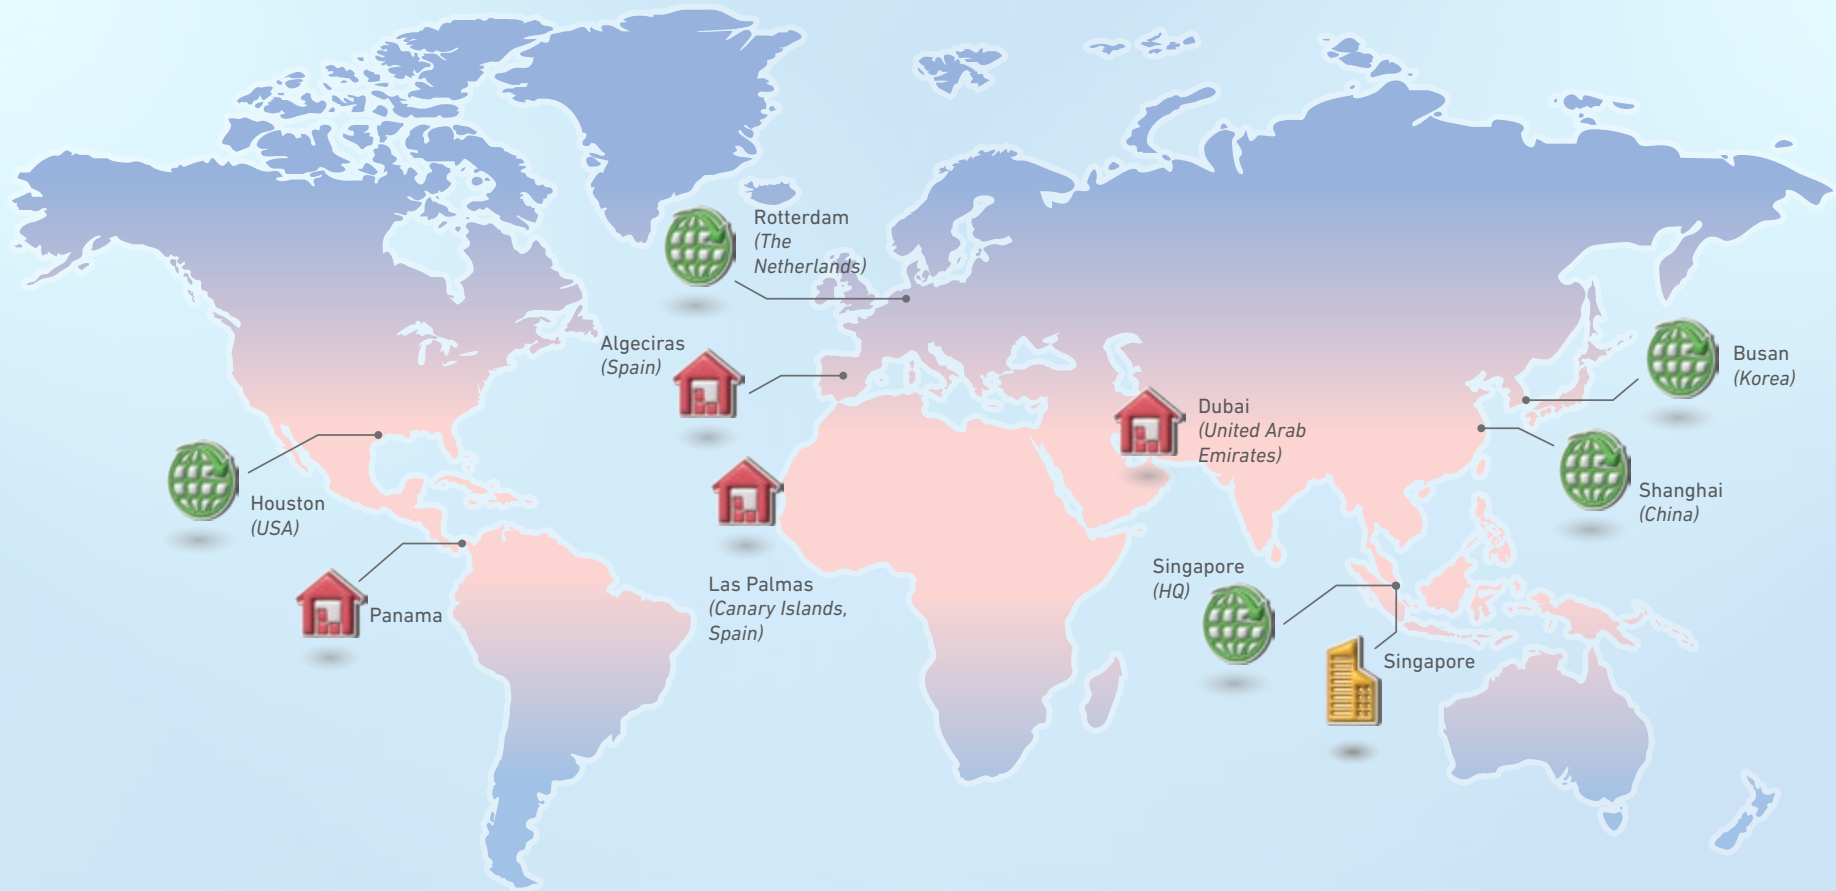 Rotterdam
(The
Netherlands)
Algeciras
(Spain)
Busan
(Korea)
Dubai
(United Arab
Emirates)
Houston
(USA)
Shanghai
(China)
Panama
Las Palmas
(Canary Islands,
Spain)
Singapore
(HQ)
Singapore